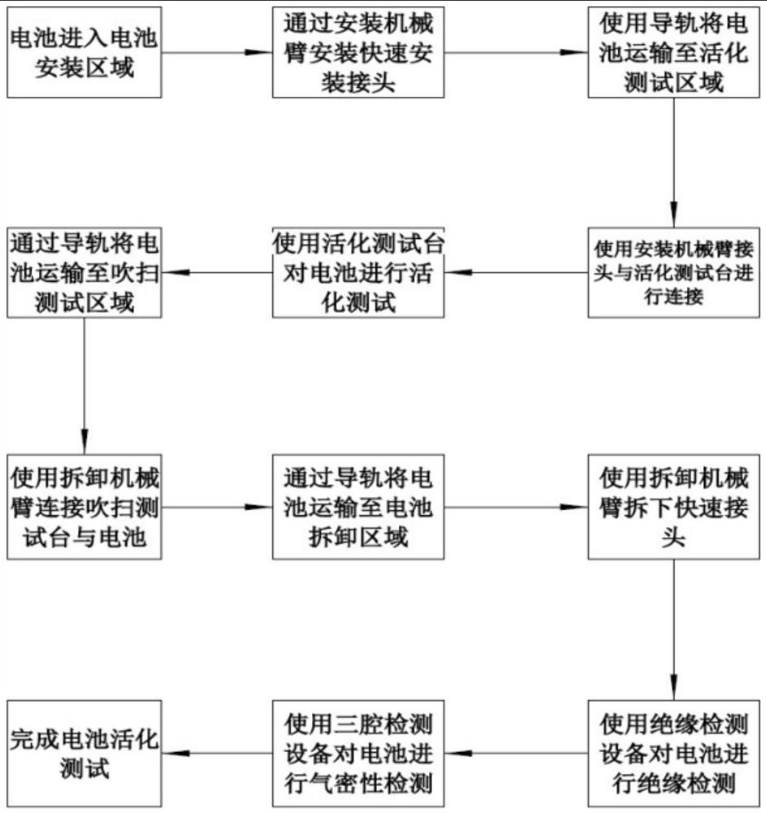 电池进入电池
安装区域
通过安装机械
臂安装快速安
装接头
使用导轨将电
池运输至活化
测试区域
使用安装机械臂接
头与活化测试台进
行连接
使用活化测试台
对电池进行活
化测试
通过导轨将电
池运输至吹扫
测试区域
使用拆卸机械
臂连接吹扫测
试台与电池
通过导轨将电
池运输至电池
拆卸区域
使用拆卸机械
臂拆下快速接
头
使用绝缘检测
设备对电池进
行绝缘检测
使用三腔检测
设备对电池进
行气密性检测
完成电池活化
测试